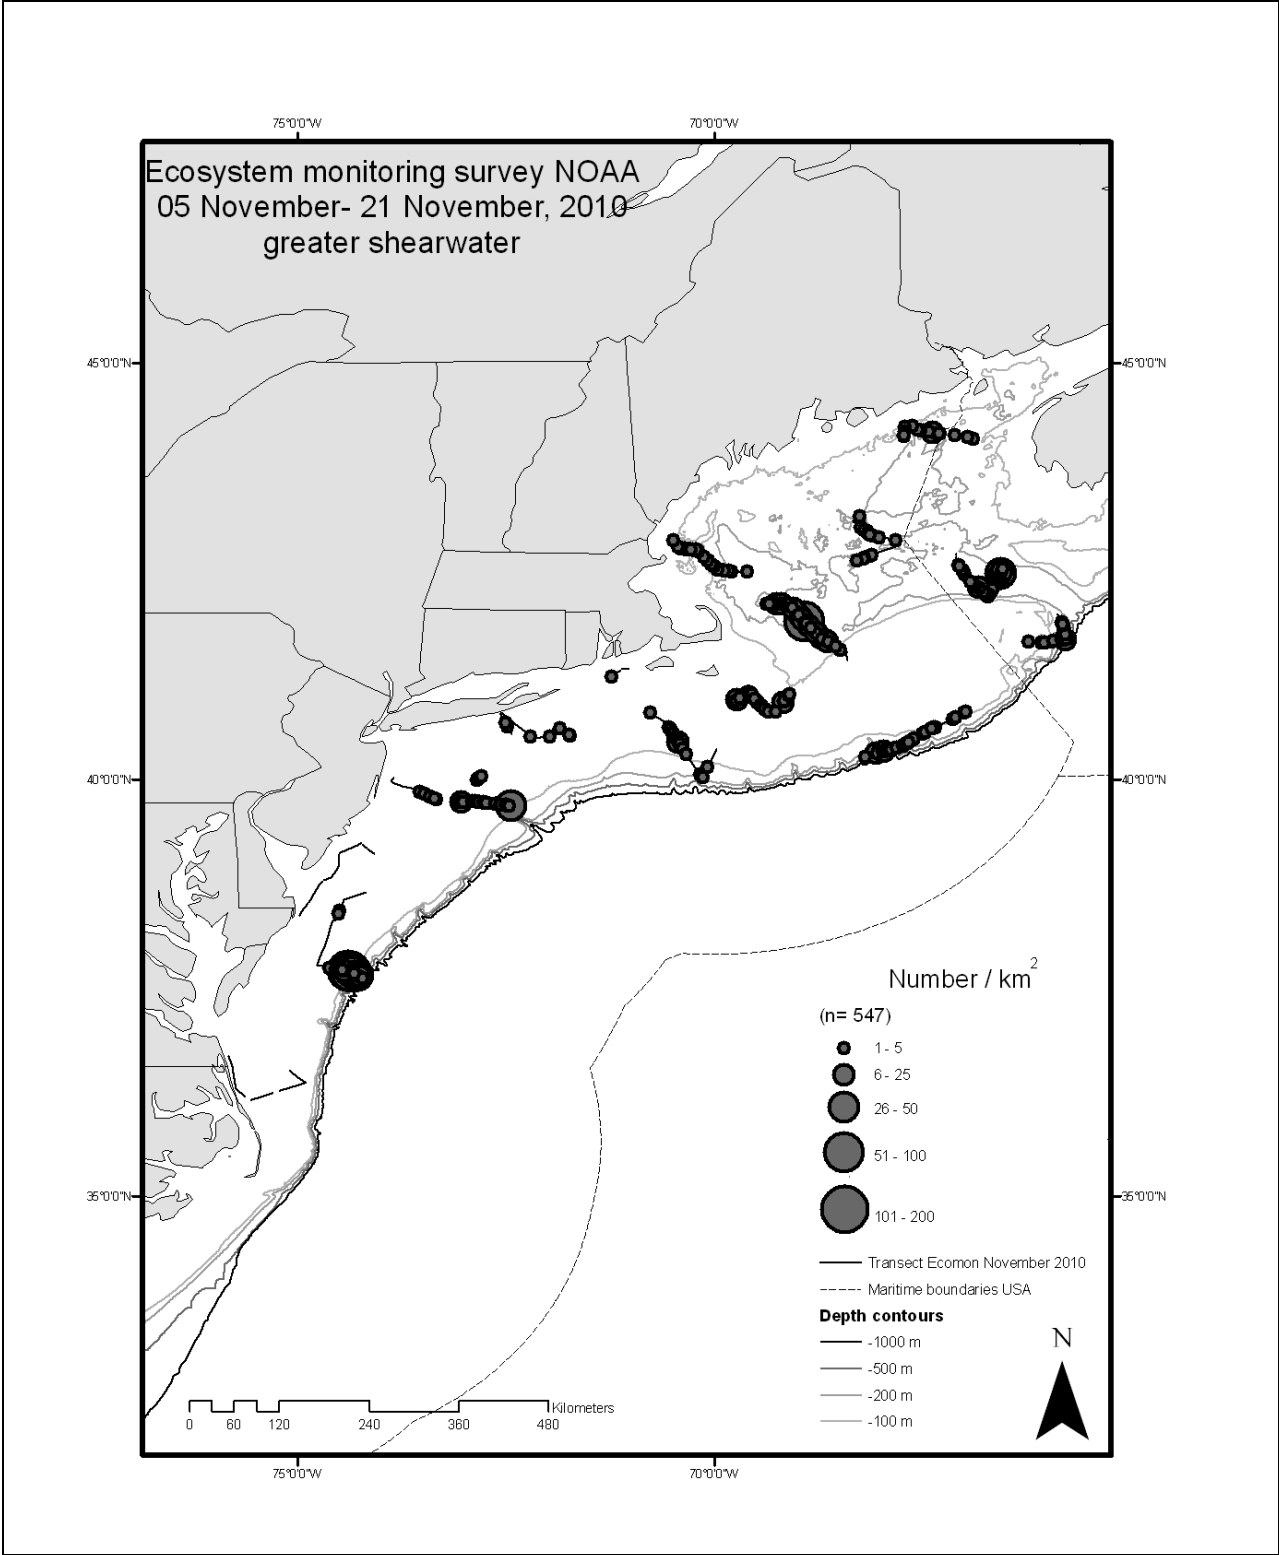 75°0'0"W 70°0'0"W
Ecosystem monitoring survey NOAA
05 November- 21 November, 2010
greater shearwater
45°0'0"N 45°0'0"N
40°0'0"N 40°0'0"N
Number / km2
(n= 547)
1 - 5
6 - 25
26 - 50
51 - 100
35°0'0"N 35°0'0"N
101 - 200
Transect Ecomon November 2010
Maritime boundaries USA
Depth contours
-1000 m
N
-500 m
-200 m
-100 m
Kilometers
0 60 120 240 360 480
75°0'0"W 70°0'0"W